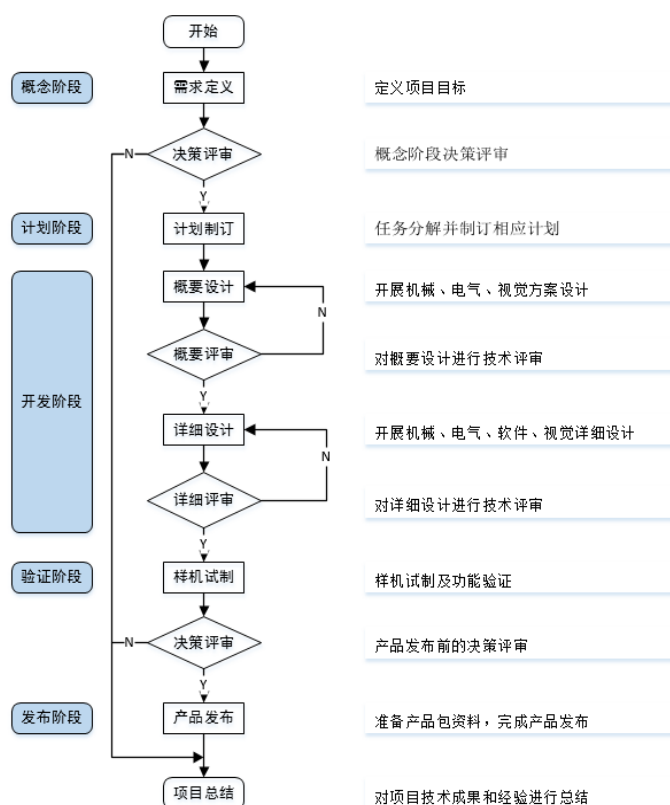 开始
概念阶段
需求定义
定义项目目标
N
决策评审
概念阶段决策评审
Y
计划阶段
计划制订
任务分解并制订相应计划
概要设计
开展机械、电气、视觉方案设计
N
概要评审
对概要设计进行技术评审
Y
开发阶段
详细设计
开展机械、电气、软件、视觉详细设计
N
详细评审
对详细设计进行技术评审
Y
验证阶段
样机试制
样机试制及功能验证
N
决策评审
产品发布前的决策评审
Y
发布阶段
产品发布
准备产品包资料，完成产品发布
项目总结
对项目技术成果和经验进行总结